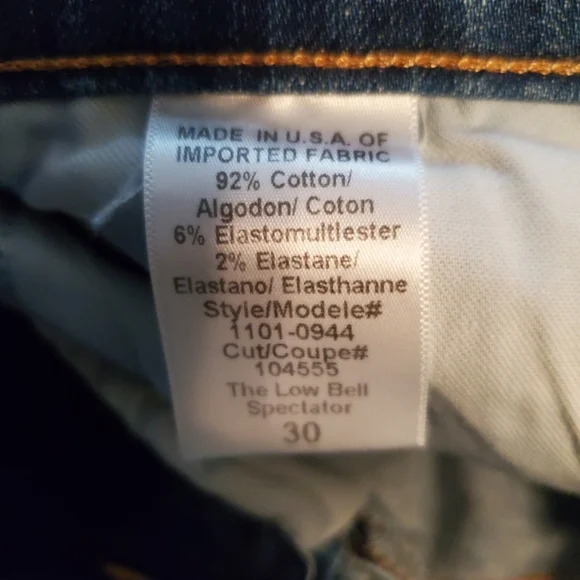 MADE IN U.S.A. OF
IMPORTED FABRIC
92% Cotton/
Algodon/ Coton
6% Elastomultlester
2% Elastane/
Elastano/ Elasthanne
Style/Modele#
1101-0944
Cut/Coupe#
104555
The Low Bell
Spectator
30